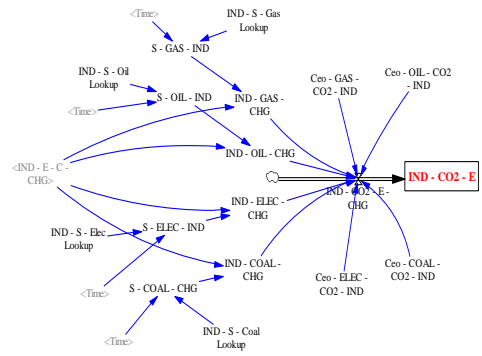 <Time>
IND - S - Gas
Lookup
S - GAS - IND
IND - S - Oil
Lookup
S - OIL - IND
<Time>
IND - GAS -
CHG
Ceo - GAS -
CO2 - IND
Ceo - OIL - CO2
- IND
IND - OIL - CHG
<IND - E - C -
CHG>
IND - CO2 - E
IND - CO2 - E -
CHG
IND - ELEC -
CHG
IND - S - Elec
Lookup
S - ELEC - IND
IND - COAL -
CHG
Ceo - ELEC -
CO2 - IND
Ceo - COAL -
CO2 - IND
<Time>
S - COAL - CHG
<Time>
IND - S - Coal
Lookup